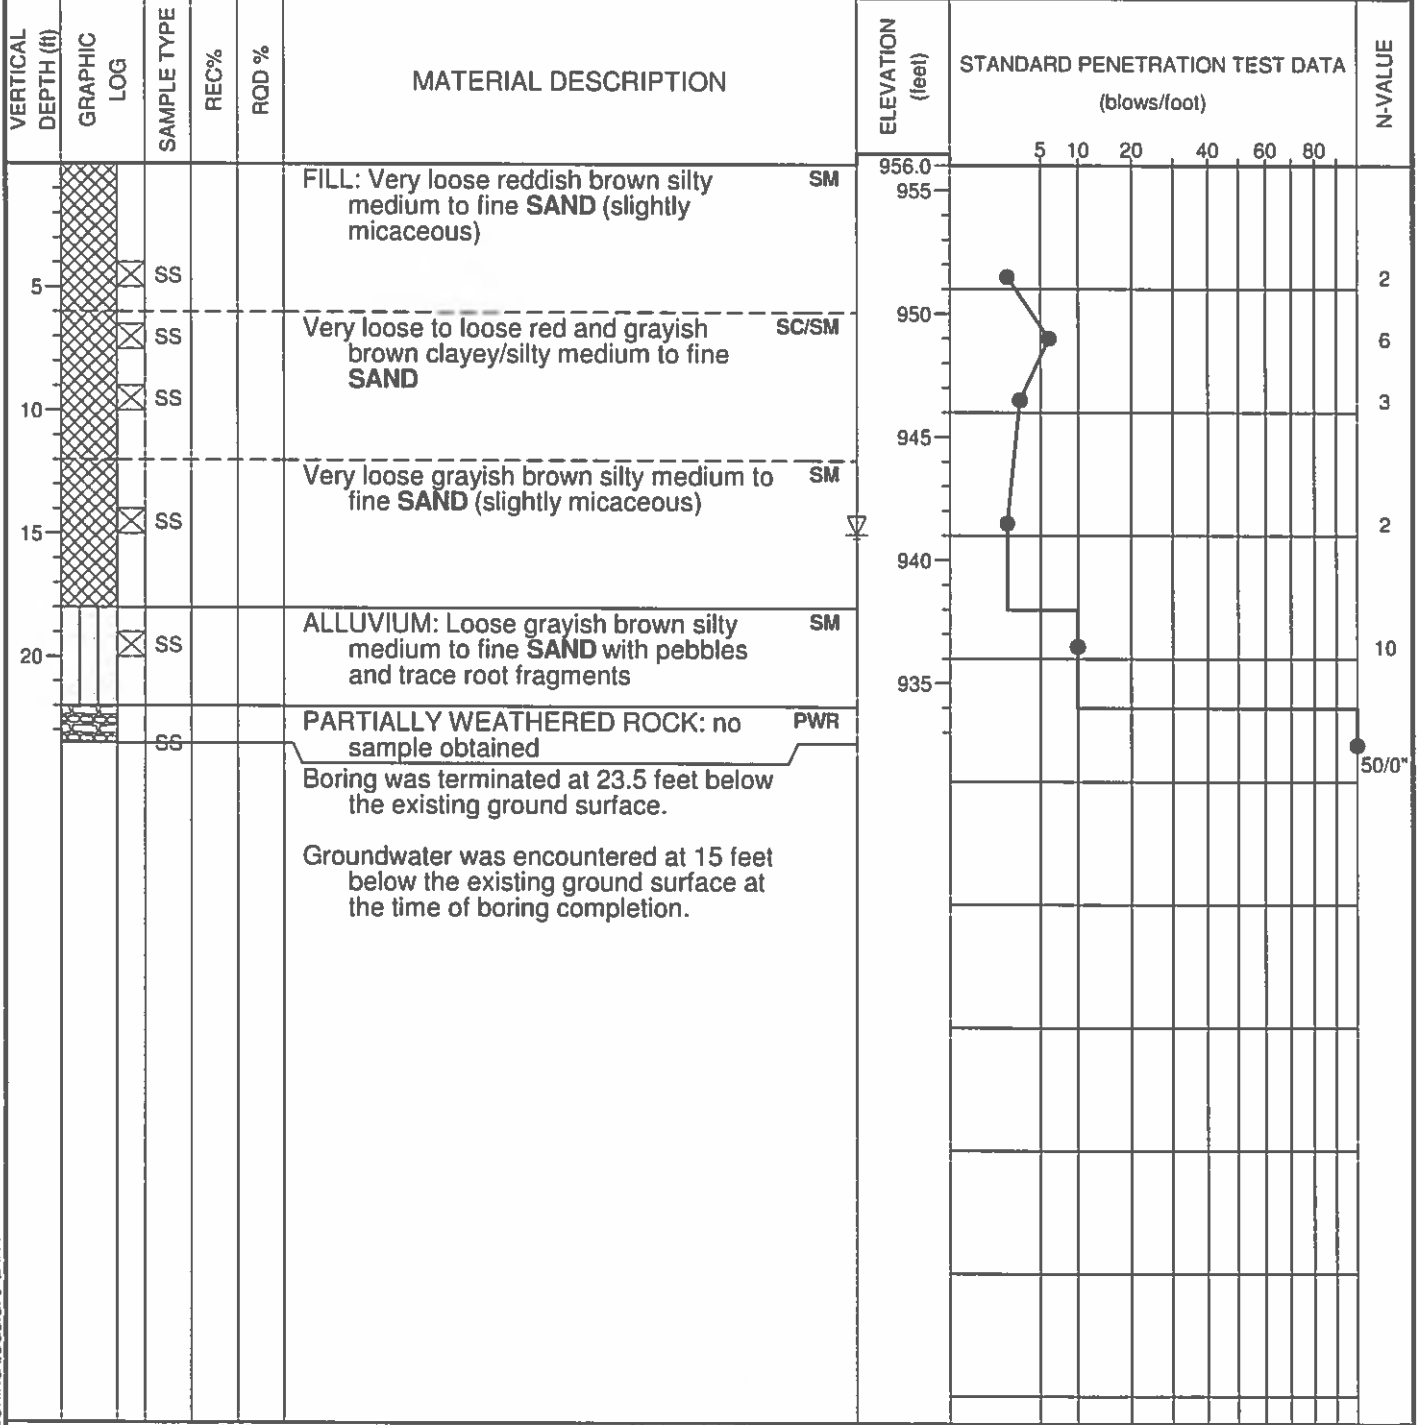 VERTICAL
DEPTH (ft)
GRAPHIC
LOG
SAMPLE TYPE
REC%
RQD %
MATERIAL DESCRIPTION
ELEVATION
(feet)
STANDARD PENETRATION TEST DATA
(blows/foot)
N-VALUE
5 10 20 40 60 80
956.0
955
FILL: Very loose reddish brown silty SM
medium to fine SAND (slightly
micaceous)
5 SS 2
950
Very loose to loose red and grayish SC/SM
brown clayey/silty medium to fine
SAND
SS 6
10 SS 3
945
Very loose grayish brown silty medium to SM
fine SAND (slightly micaceous)
15 SS 2
940
ALLUVIUM: Loose grayish brown silty SM
medium to fine SAND with pebbles
and trace root fragments
20 SS 10
935
PARTIALLY WEATHERED ROCK: no PWR
sample obtained
SS 50/0"
Boring was terminated at 23.5 feet below
the existing ground surface.
Groundwater was encountered at 15 feet
below the existing ground surface at
the time of boring completion.